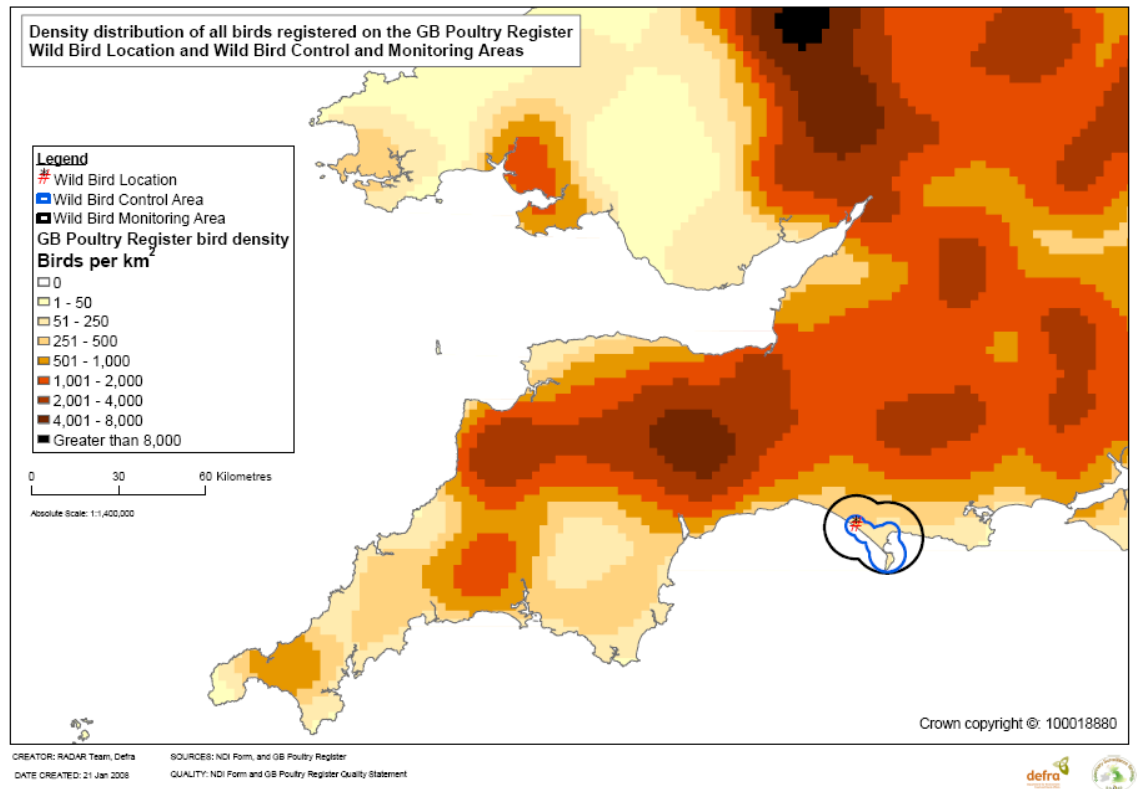 Density distribution of all birds registered on the GB Poultry Register
Wild Bird Location and Wild Bird Control and Monitoring Areas
Legend
Wild Bird Location
Wild Bird Control Area
Wild Bird Monitoring Area
GB Poultry Register bird density
Birds per km²
0
1 - 50
51 - 250
251 - 500
501 - 1,000
1,001 - 2,000
2,001 - 4,000
4,001 - 8,000
Greater than 8,000
0 30 60 Kilometres
Absolute Scale: 1:1,400,000
Crown copyright ©: 100018880
CREATOR: RADAR Team, Defra SOURCES: NDI Form, and GB Poultry Register
DATE CREATED: 21 Jan 2008 QUALITY: NDI Form and GB Poultry Register Quality Statement
defra